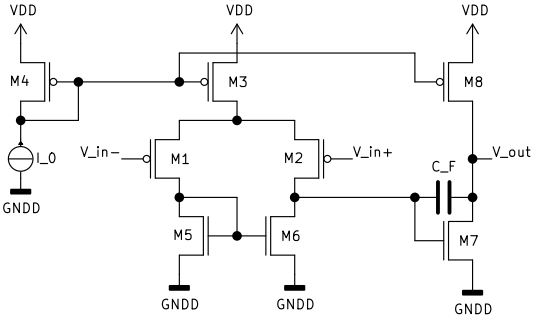 VDD VDD VDD
M4 M3 M8
V_in- M1 M2 V_in+ V_out
I_0 C_F
GNDD M5 M6 M7
GNDD GNDD GNDD